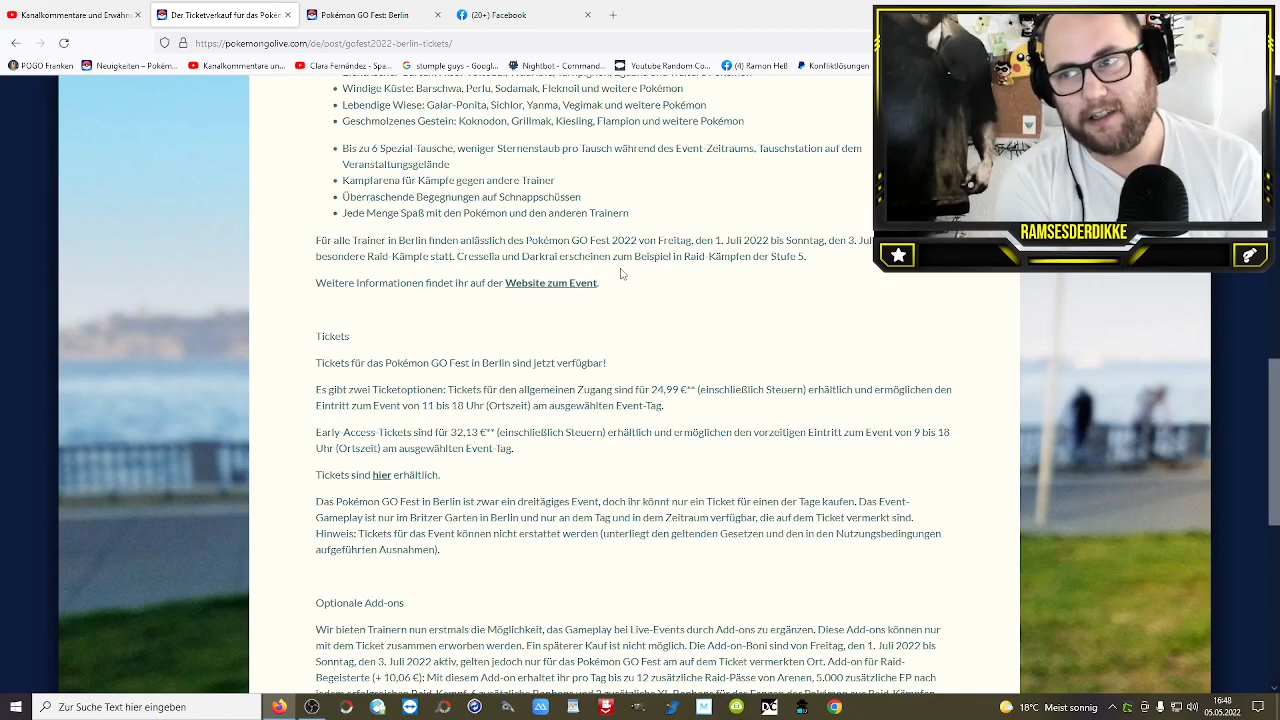 Kanalkommentare und Erwähnun
Der Ticketverkauf für das Poké
(5) Facebook
https://pokemongolive.com/de/post/go-fest-2022-berlin-tickets
POGO Franken
Neuigkeiten – Pokém...
Kanalkommentare un...
Dhrández - Spa...
stumple guys - Googl...
Nightbot - Command...
Youtube Random Co...
(4) Ramon Heß
Konfliktlösungen
Windige Küste: Barschwa, Perlu, Sodamak, Fleknoil und weitere Pokémon
Lebendige Wiese: Galar-Ponita, Sichlor, Yanma, Vegimak und weitere Pokémon
Geschmolzenes Gestein: Koknodon, Grillmak, Kiesling, Flampion und weitere Pokémon
Bis zu 6 Spezial-Tausche, weniger Sternenstaub pro Tausch während des Event-Zeitraums, Tauschstation auf dem
Veranstaltungsgelände
Kampfarena für Kämpfe gegen andere Trainer
Überraschende Begegnungen auf Schnappschüssen
Jede Menge Spaß mit den Pokémon und den anderen Trainern
Für alle Trainer in Berlin finden anlässlich des Pokémon GO Fest 2022 von Freitag, den 1. Juli 2022 bis Sonntag, den 3. Jul
besondere Raid-Kämpfe statt. Cresselia und Darkrai erscheinen zum Beispiel in Raid-Kämpfen der Stufe 5.
Weitere Informationen findet ihr auf der Website zum Event.
Tickets
Tickets für das Pokémon GO Fest in Berlin sind jetzt verfügbar!
Es gibt zwei Ticketoptionen: Tickets für den allgemeinen Zugang sind für 24,99 €** (einschließlich Steuern) erhältlich und ermöglichen den
Eintritt zum Event von 11 bis 18 Uhr (Ortszeit) am ausgewählten Event-Tag.
Early-Access-Tickets sind für 32,13 €** (einschließlich Steuern) erhältlich und ermöglichen den vorzeitigen Eintritt zum Event von 9 bis 18
Uhr (Ortszeit) am ausgewählten Event-Tag.
Tickets sind hier erhältlich.
Das Pokémon GO Fest in Berlin ist zwar ein dreitägiges Event, doch ihr könnt nur ein Ticket für einen der Tage kaufen. Das Event-
Gameplay ist nur im Britzer Garten in Berlin und nur an dem Tag und in dem Zeitraum verfügbar, die auf dem Ticket vermerkt sind.
Hinweis: Tickets für das Event können nicht erstattet werden (unterliegt den geltenden Gesetzen und den in den Nutzungsbedingungen
aufgeführten Ausnahmen).
Optionale Add-ons
Wir bieten Trainern nun erstmals die Möglichkeit, das Gameplay bei Live-Events durch Add-ons zu ergänzen. Diese Add-ons können nur
mit dem Ticket zusammen erworben werden. Ein späterer Kauf ist nicht möglich. Die Add-on-Boni sind von Freitag, den 1. Juli 2022 bis
Sonntag, den 3. Juli 2022 aktiv, gelten jedoch nur für das Pokémon GO Fest am auf dem Ticket vermerkten Ort. Add-on für Raid-
Begeisterte (+ 10,06 €): Mit diesem Add-on erhaltet ihr pro Tag bis zu 12 zusätzliche Raid-Pässe von Arenen, 5.000 zusätzliche EP nach
RAMSESDERDIKKE
Zur Suche Text hier eingeben
18°C Meist sonnig
16:48
05.05.2022